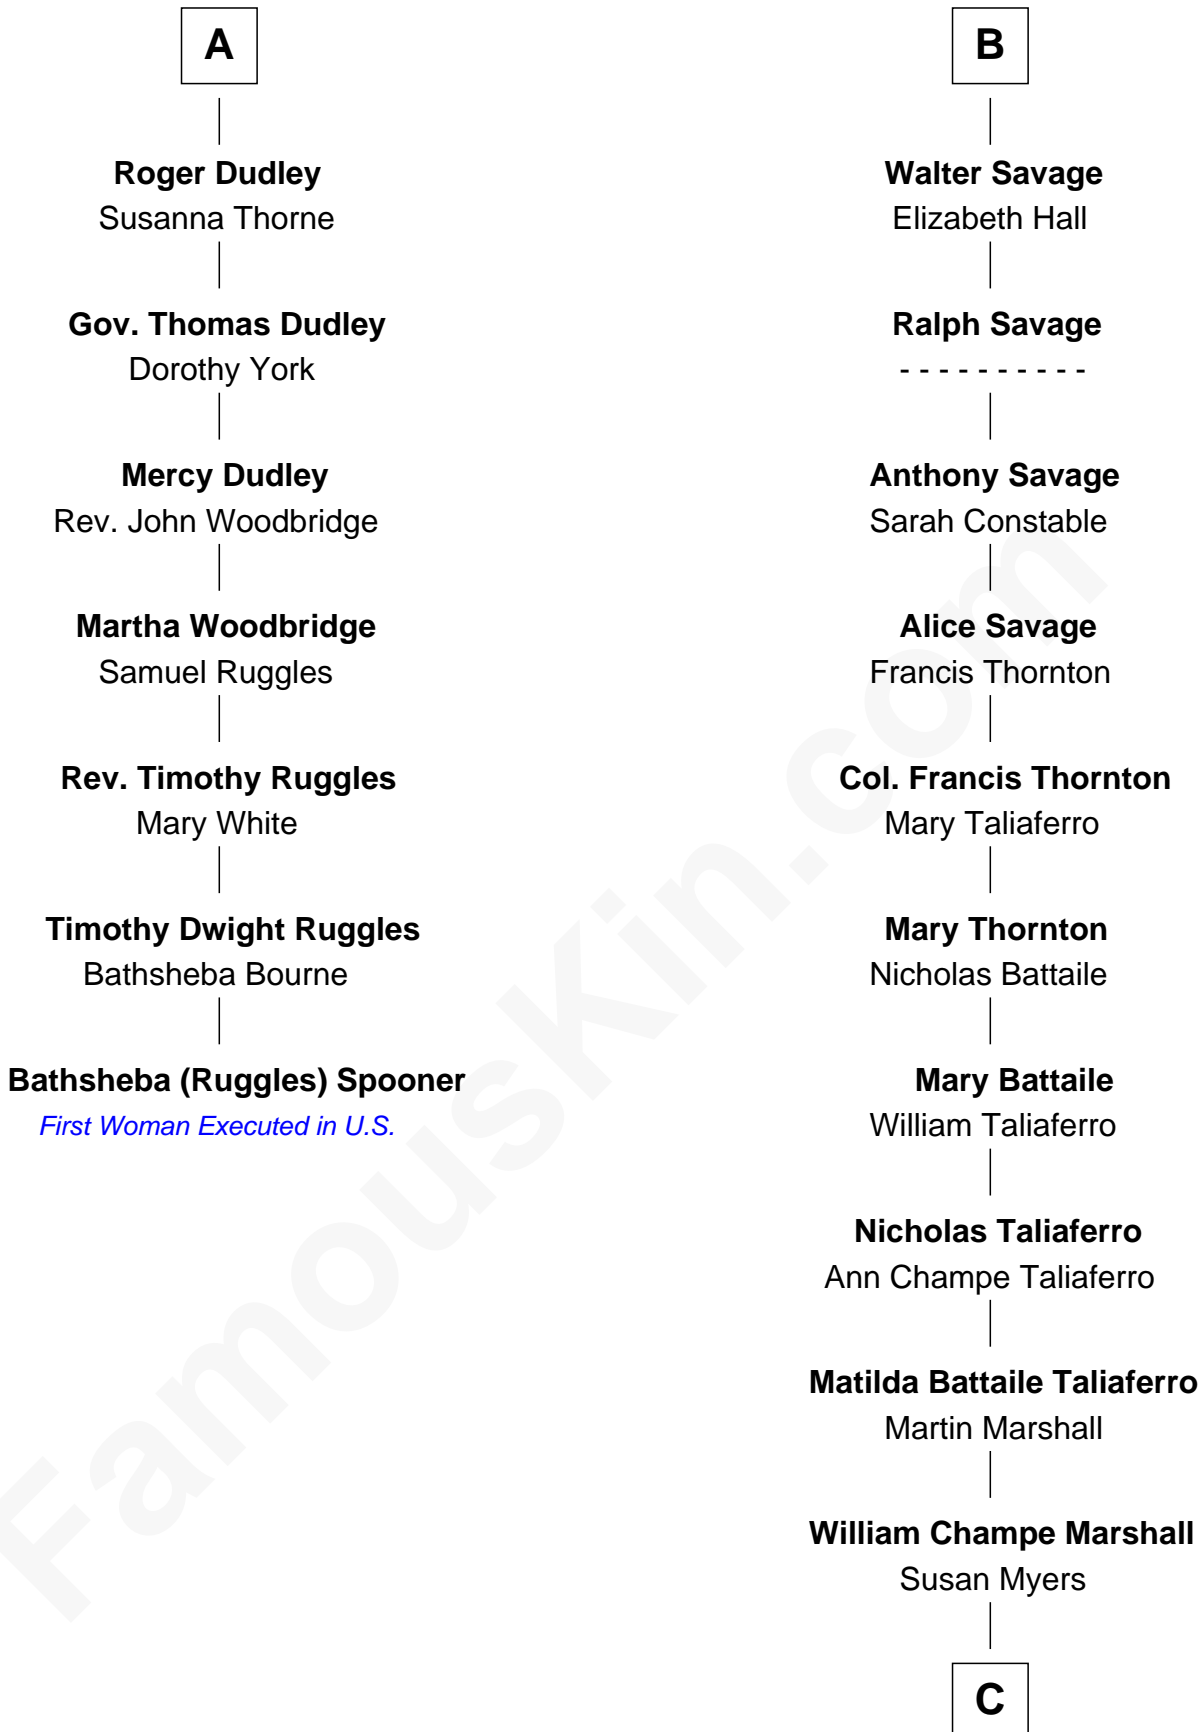 A
Roger Dudley
Susanna Thorne
Gov. Thomas Dudley
Dorothy York
Mercy Dudley
Rev. John Woodbridge
Martha Woodbridge
Samuel Ruggles
Rev. Timothy Ruggles
Mary White
Timothy Dwight Ruggles
Bathsheba Bourne
Bathsheba (Ruggles) Spooner
First Woman Executed in U.S.
B
Walter Savage
Elizabeth Hall
Ralph Savage
- - - - - - - - - -
Anthony Savage
Sarah Constable
Alice Savage
Francis Thornton
Col. Francis Thornton
Mary Taliaferro
Mary Thornton
Nicholas Battaile
Mary Battaile
William Taliaferro
Nicholas Taliaferro
Ann Champe Taliaferro
Matilda Battaile Taliaferro
Martin Marshall
William Champe Marshall
Susan Myers
C
FamousKin.com